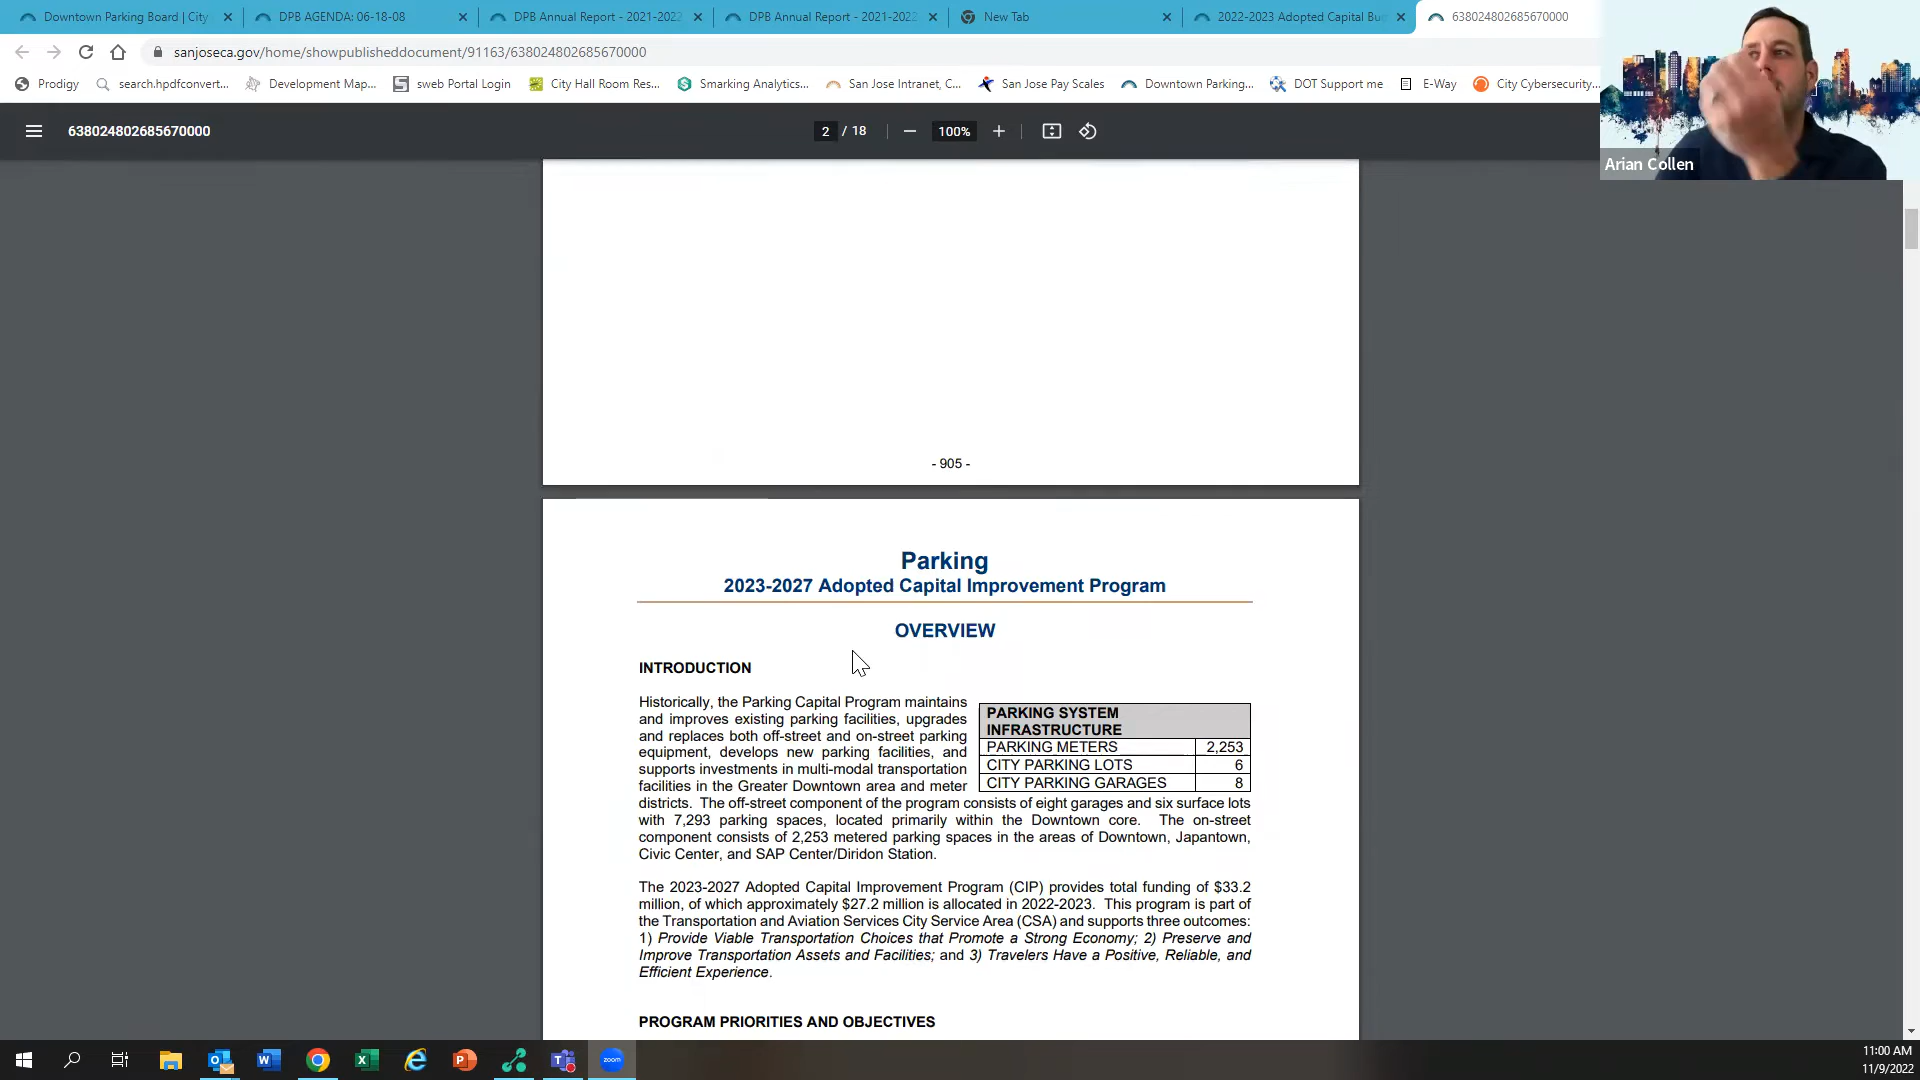 Downtown Parking Board | City
DPB AGENDA: 06-18-08
DPB Annual Report - 2021-2022
DPB Annual Report - 2021-2022
New Tab
2022-2023 Adopted Capital Bu
638024802685670000
sanjoseca.gov/home/showpublisheddocument/91163/638024802685670000
Prodigy
search.hpdfconvert...
Development Map...
sweb Portal Login
City Hall Room Res...
Smarking Analytics...
San Jose Intranet, C...
San Jose Pay Scales
Downtown Parking...
DOT Support me
E-Way
City Cybersecurity...
638024802685670000
2 / 18
100%
Arian Collen
- 905 -
Parking
2023-2027 Adopted Capital Improvement Program
OVERVIEW
INTRODUCTION
Historically, the Parking Capital Program maintains
and improves existing parking facilities, upgrades
and replaces both off-street and on-street parking
equipment, develops new parking facilities, and
supports investments in multi-modal transportation
facilities in the Greater Downtown area and meter
PARKING SYSTEM
INFRASTRUCTURE
PARKING METERS 2,253
CITY PARKING LOTS 6
CITY PARKING GARAGES 8
districts. The off-street component of the program consists of eight garages and six surface lots
with 7,293 parking spaces, located primarily within the Downtown core. The on-street
component consists of 2,253 metered parking spaces in the areas of Downtown, Japantown,
Civic Center, and SAP Center/Diridon Station.
The 2023-2027 Adopted Capital Improvement Program (CIP) provides total funding of $33.2
million, of which approximately $27.2 million is allocated in 2022-2023. This program is part of
the Transportation and Aviation Services City Service Area (CSA) and supports three outcomes:
1) Provide Viable Transportation Choices that Promote a Strong Economy; 2) Preserve and
Improve Transportation Assets and Facilities; and 3) Travelers Have a Positive, Reliable, and
Efficient Experience.
PROGRAM PRIORITIES AND OBJECTIVES
zoom
11:00 AM
11/9/2022